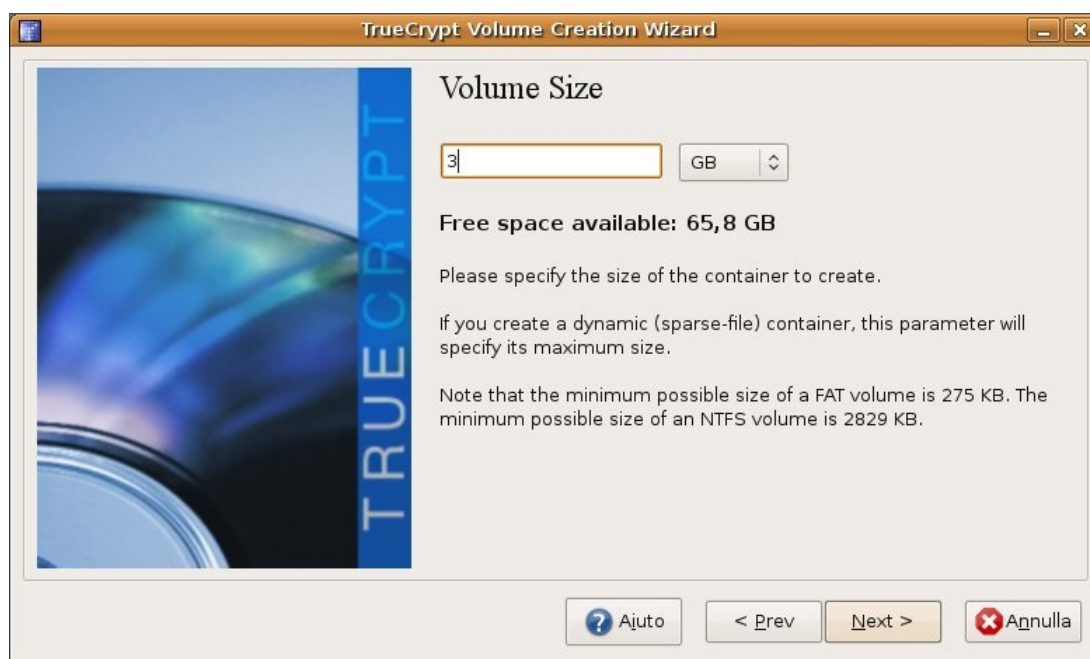 TrueCrypt Volume Creation Wizard
TRUECRYPT
Volume Size
3
GB
Free space available: 65,8 GB
Please specify the size of the container to create.
If you create a dynamic (sparse-file) container, this parameter will
specify its maximum size.
Note that the minimum possible size of a FAT volume is 275 KB. The
minimum possible size of an NTFS volume is 2829 KB.
Aiuto
< Prev
Next >
Annulla